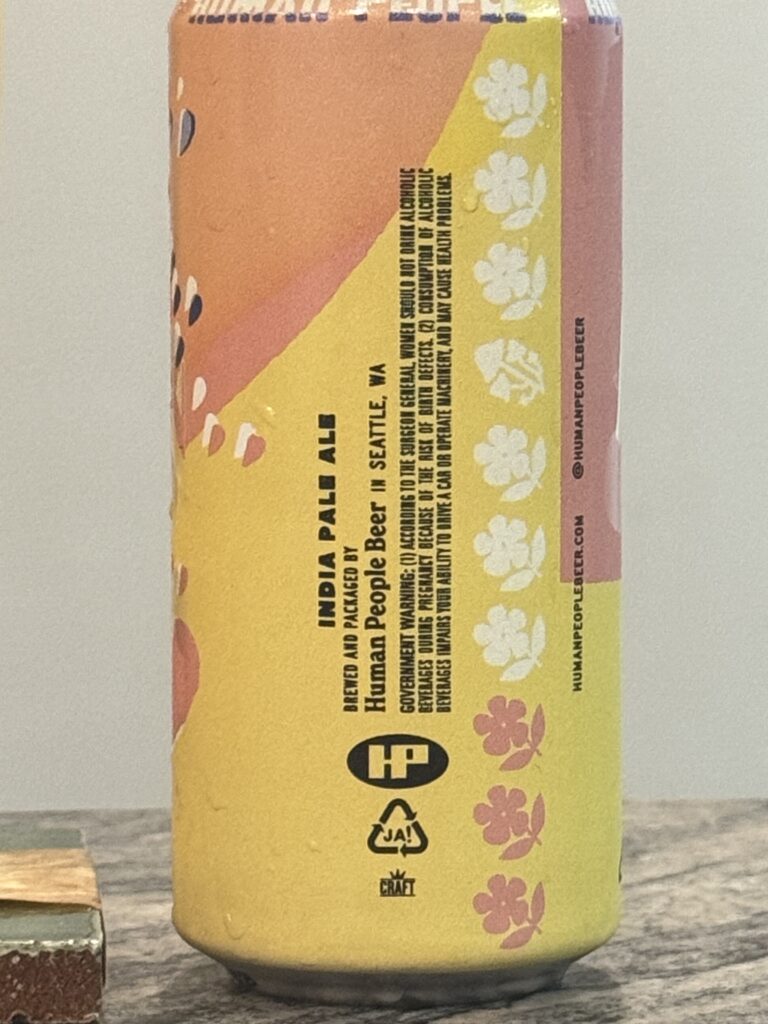 HUMAN PEOPLE
INDIA PALE ALE
BREWED AND PACKAGED BY
Human People Beer IN SEATTLE, WA
GOVERNMENT WARNING: (1) ACCORDING TO THE SURGEON GENERAL, WOMEN SHOULD NOT DRINK ALCOHOLIC
BEVERAGES DURING PREGNANCY BECAUSE OF THE RISK OF BIRTH DEFECTS. (2) CONSUMPTION OF ALCOHOLIC
BEVERAGES IMPAIRS YOUR ABILITY TO DRIVE A CAR OR OPERATE MACHINERY, AND MAY CAUSE HEALTH PROBLEMS.
HUMANPEOPLEBEER.COM @HUMANPEOPLEBEER
HP
JA!
CRAFT